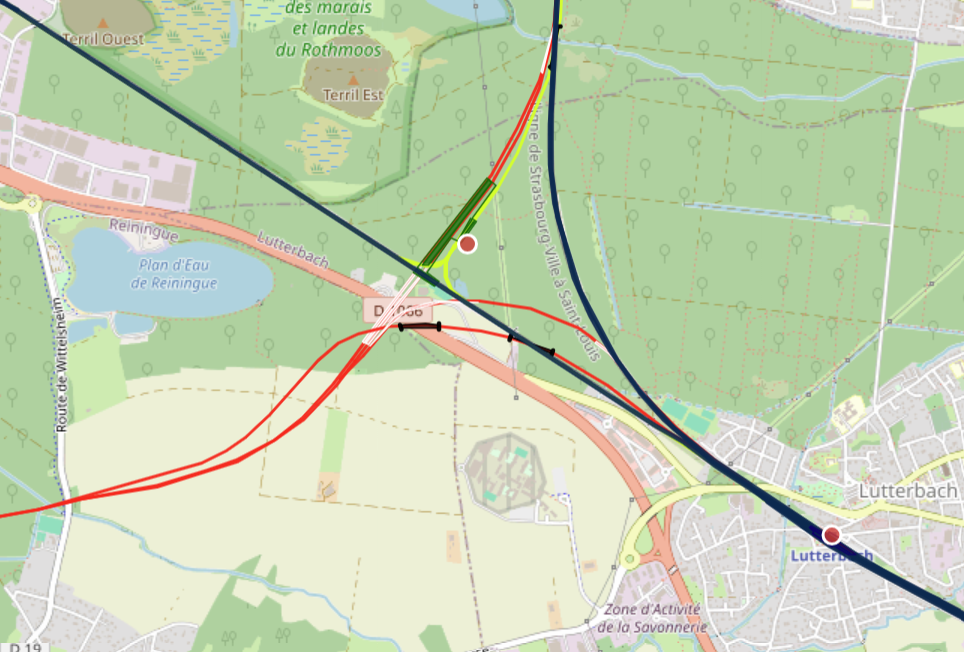 des marais
et landes
du Rothmoos
Terril Ouest
Terril Est
Reiningue
Lutterbach
Plan d'Eau
de Reiningue
D 1066
Route de Wittelsheim
Ligne de Strasbourg-Ville à Saint-Louis
Lutterbach
Lutterbach
Zone d'Activité
de la Savonnerie
D 19